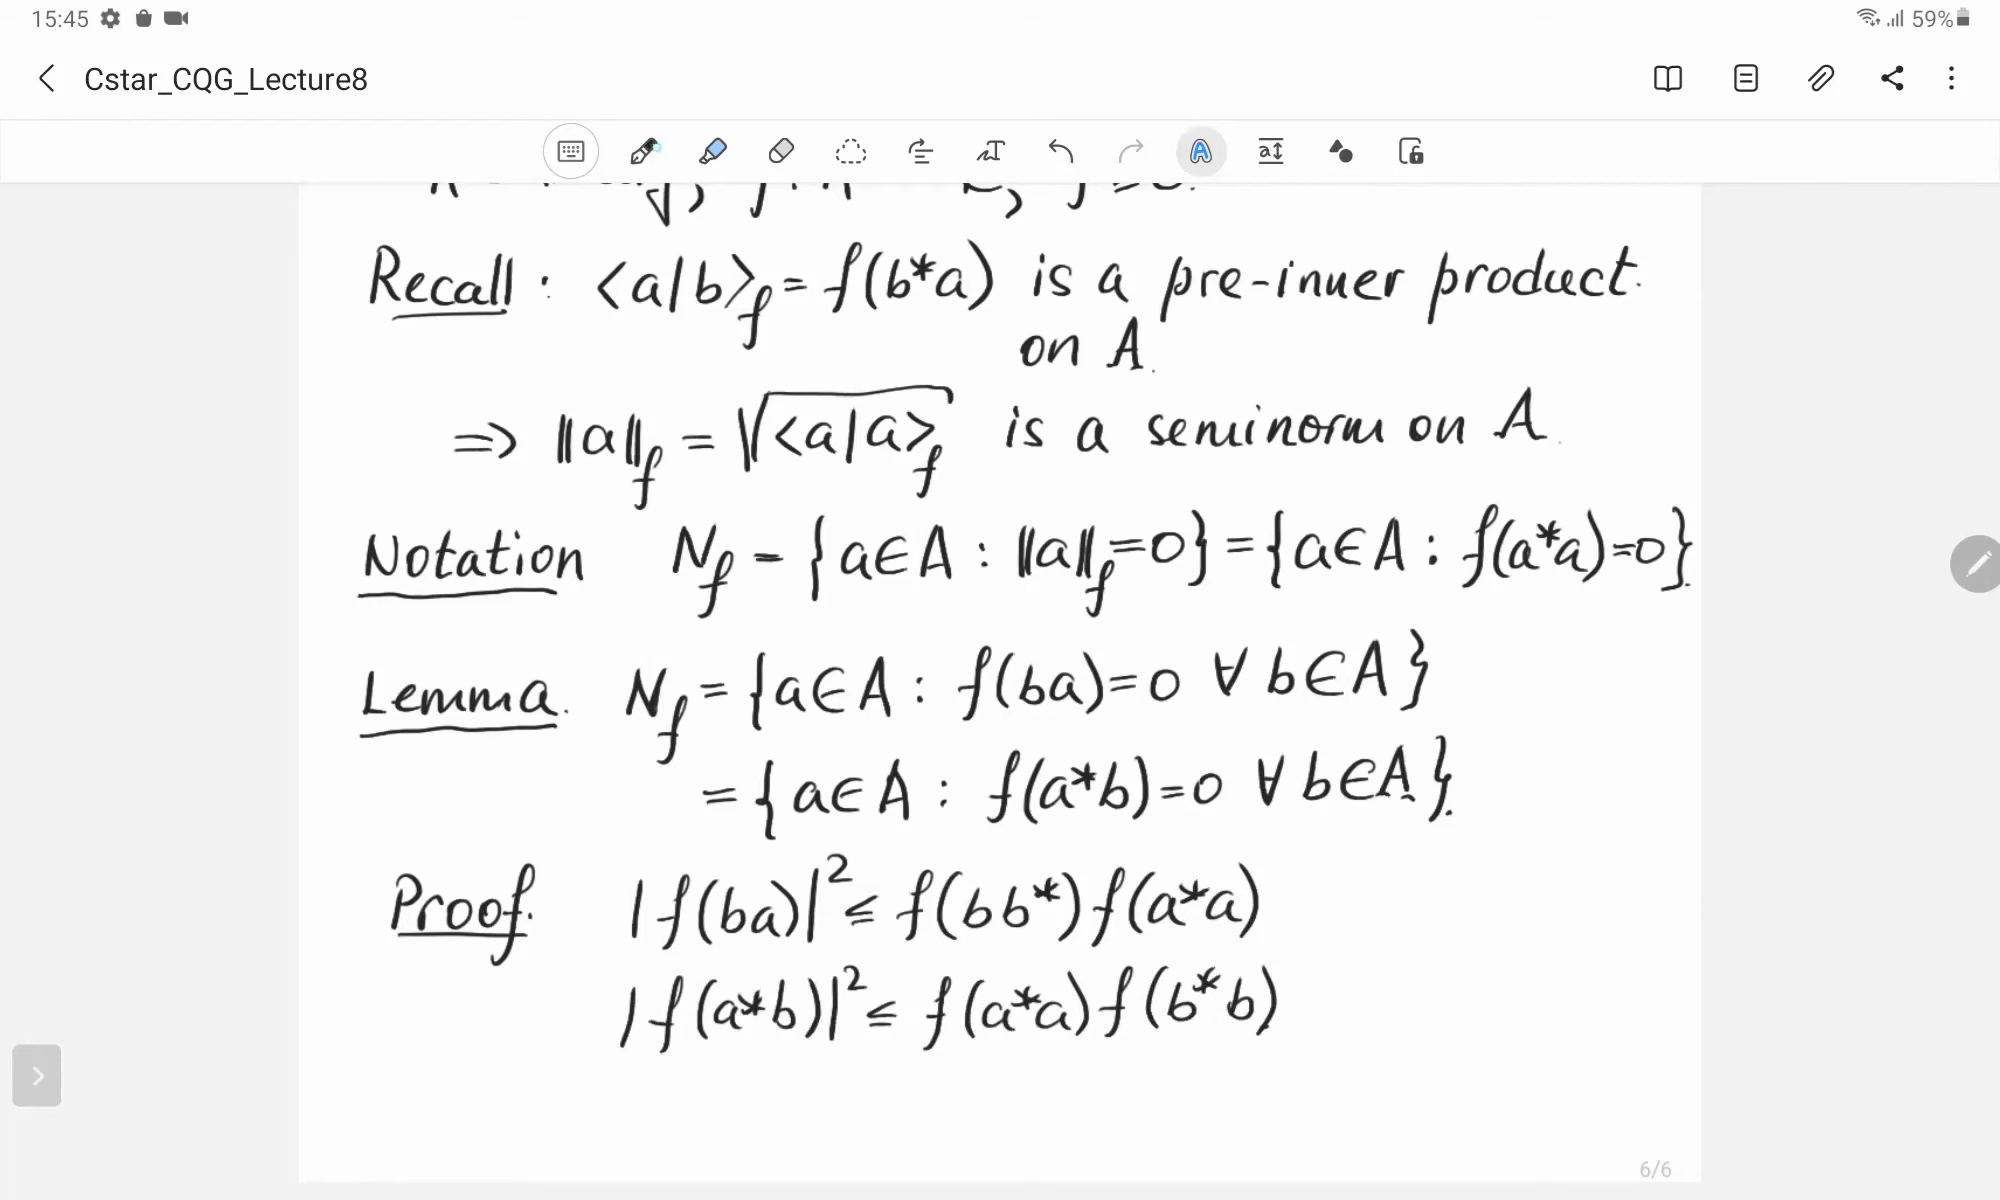 15:45 59%
Cstar_CQG_Lecture8
Recall : <a|b>_f = f(b*a) is a pre-inner product.
on A.
=> ||a||_f = √<a|a>_f is a seminorm on A.
Notation N_f = {a∈A : ||a||_f=0} = {a∈A : f(a*a)=0}.
Lemma. N_f = {a∈A : f(ba)=0 ∀ b∈A}
= {a∈A : f(a*b)=0 ∀ b∈A}.
Proof. |f(ba)|² ≤ f(bb*)f(a*a)
|f(a*b)|² ≤ f(a*a)f(b*b)
6/6